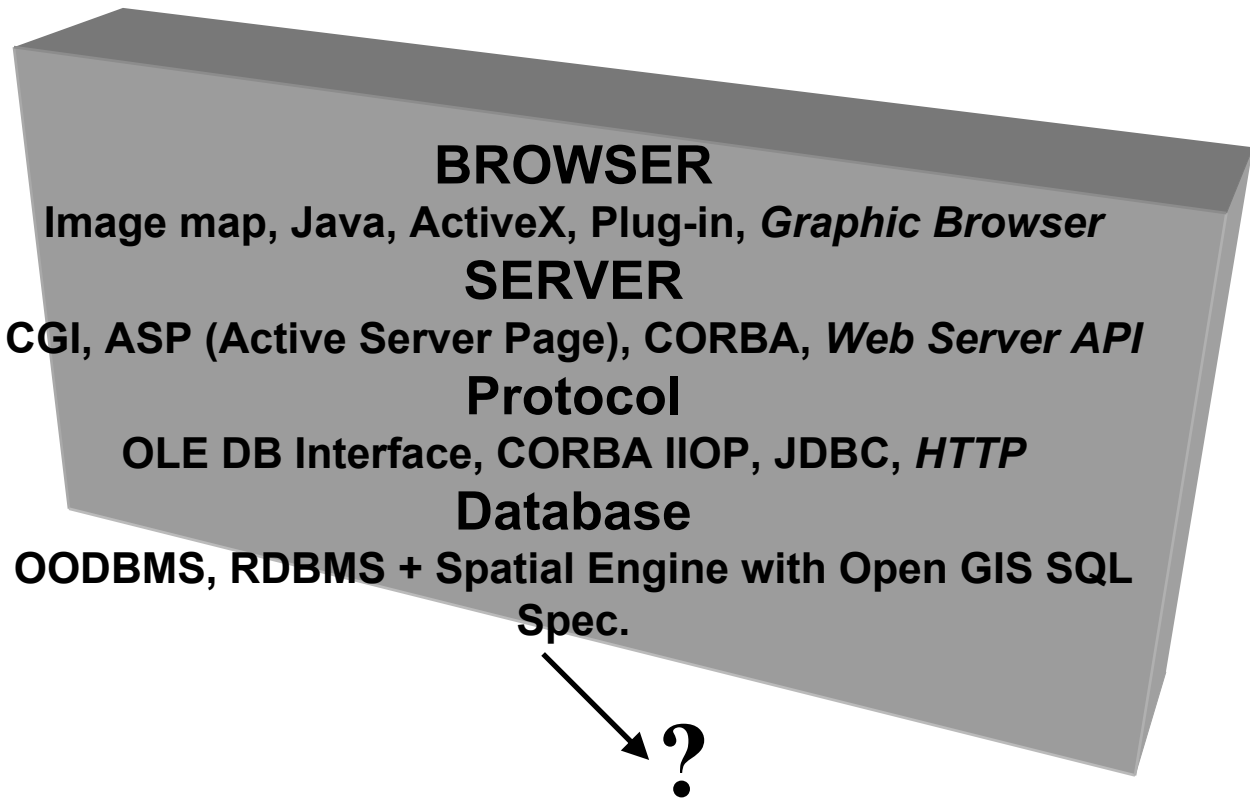 BROWSER
Image map, Java, ActiveX, Plug-in, Graphic Browser
SERVER
CGI, ASP (Active Server Page), CORBA, Web Server API
Protocol
OLE DB Interface, CORBA IIOP, JDBC, HTTP
Database
OODBMS, RDBMS + Spatial Engine with Open GIS SQL
Spec.
?